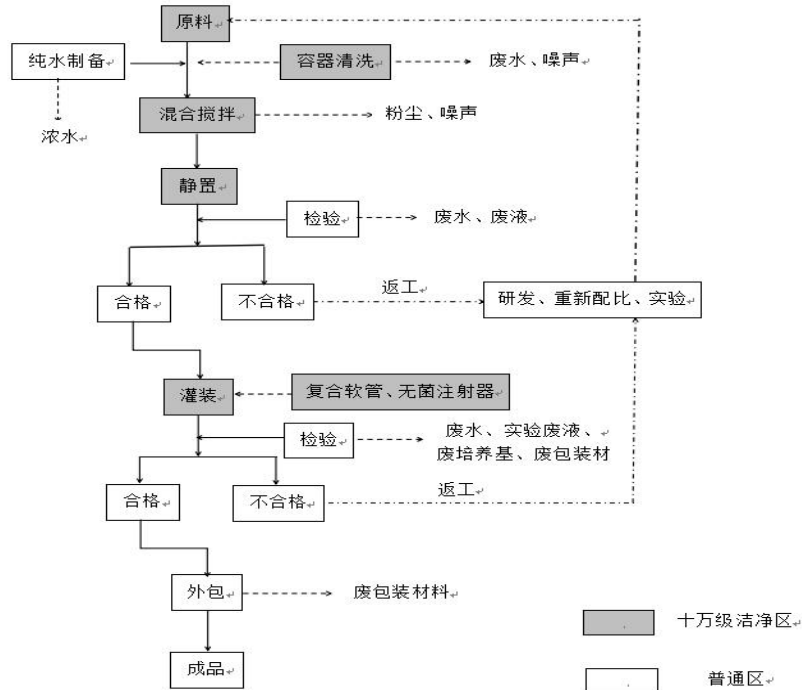 原料
纯水制备
容器清洗
废水、噪声
混合搅拌
粉尘、噪声
浓水
静置
检验
废水、废液
合格
不合格
返工
研发、重新配比、实验
灌装
复合软管、无菌注射器
检验
废水、实验废液、
废培养基、废包装材
合格
不合格
返工
外包
废包装材料
十万级洁净区
成品
普通区